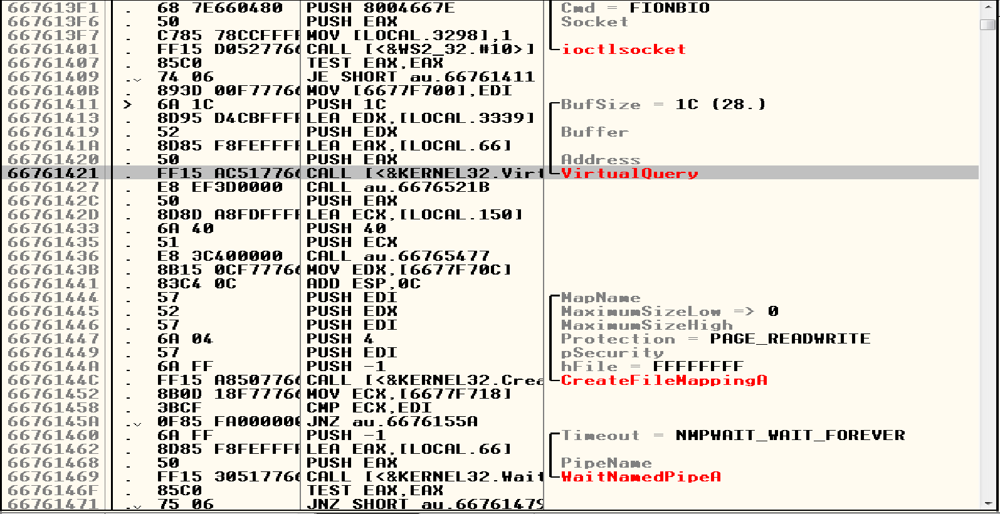 667613F1 . 68 7E660480 PUSH 8004667E Cmd = FIONBIO
667613F6 . 50 PUSH EAX Socket
667613F7 . C785 78CCFFFF MOV [LOCAL.3298],1
66761401 . FF15 D0527766 CALL [<&WS2_32.#10>] ioctlsocket
66761407 . 85C0 TEST EAX,EAX
66761409 . 74 06 JE SHORT au.66761411
6676140B . 893D 00F77766 MOV [6677F700],EDI
66761411 > 6A 1C PUSH 1C BufSize = 1C (28.)
66761413 . 8D95 D4CBFFFF LEA EDX,[LOCAL.3339]
66761419 . 52 PUSH EDX Buffer
6676141A . 8D85 F8FEFFFF LEA EAX,[LOCAL.66]
66761420 . 50 PUSH EAX Address
66761421 . FF15 AC517766 CALL [<&KERNEL32.Virt VirtualQuery
66761427 . E8 EF3D0000 CALL au.6676521B
6676142C . 50 PUSH EAX
6676142D . 8D8D A8FDFFFF LEA ECX,[LOCAL.150]
66761433 . 6A 40 PUSH 40
66761435 . 51 PUSH ECX
66761436 . E8 3C400000 CALL au.66765477
6676143B . 8B15 0CF77766 MOV EDX,[6677F70C]
66761441 . 83C4 0C ADD ESP,0C
66761444 . 57 PUSH EDI MapName
66761445 . 52 PUSH EDX MaximumSizeLow => 0
66761446 . 57 PUSH EDI MaximumSizeHigh
66761447 . 6A 04 PUSH 4 Protection = PAGE_READWRITE
66761449 . 57 PUSH EDI pSecurity
6676144A . 6A FF PUSH -1 hFile = FFFFFFFF
6676144C . FF15 A8507766 CALL [<&KERNEL32.Crea CreateFileMappingA
66761452 . 8B0D 18F77766 MOV ECX,[6677F718]
66761458 . 3BCF CMP ECX,EDI
6676145A . 0F85 FA000000 JNZ au.6676155A
66761460 . 6A FF PUSH -1 Timeout = NMPWAIT_WAIT_FOREVER
66761462 . 8D85 F8FEFFFF LEA EAX,[LOCAL.66]
66761468 . 50 PUSH EAX PipeName
66761469 . FF15 30517766 CALL [<&KERNEL32.Wait WaitNamedPipeA
6676146F . 85C0 TEST EAX,EAX
66761471 . 75 06 JNZ SHORT au.66761479